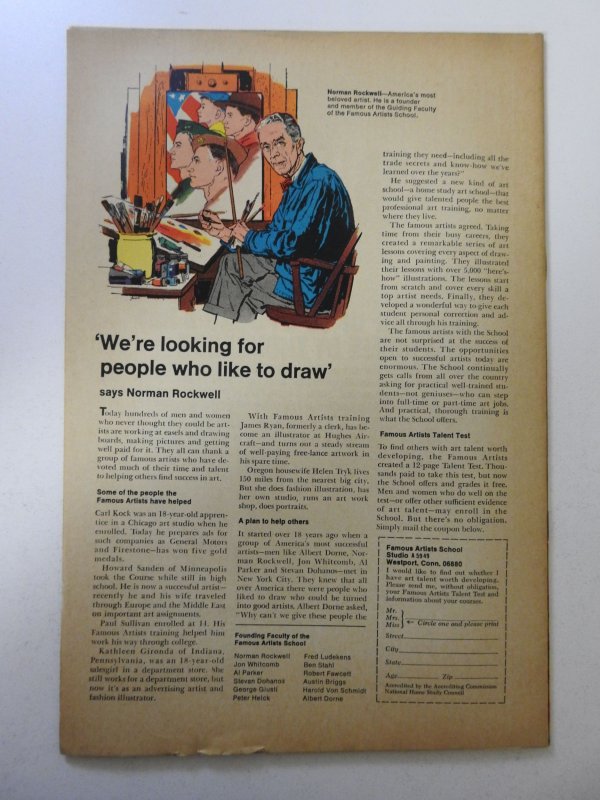 Norman Rockwell—America's most
beloved artist. He is a founder
and member of the Guiding Faculty
of the Famous Artists School.
'We're looking for
people who like to draw'
says Norman Rockwell
Today hundreds of men and women
who never thought they could be art-
ists are working at easels and drawing
boards, making pictures and getting
well paid for it. They all can thank a
group of famous artists who have de-
voted much of their time and talent
to helping others find success in art.
Some of the people the
Famous Artists have helped
Carl Kock was an 18-year-old appren-
tice in a Chicago art studio when he
enrolled. Today he prepares ads for
such companies as General Motors
and Firestone—has won five gold
medals.
Howard Sanden of Minneapolis
took the Course while still in high
school. He is now a successful artist—
recently he and his wife traveled
through Europe and the Middle East
on important art assignments.
Paul Sullivan enrolled at 14. His
Famous Artists training helped him
work his way through college.
Kathleen Gironda of Indiana,
Pennsylvania, was an 18-year-old
salesgirl in a department store. She
still works for a department store, but
now it's as an advertising artist and
fashion illustrator.
With Famous Artists training
James Ryan, formerly a clerk, has be-
come an illustrator at Hughes Air-
craft—and turns out a steady stream
of well-paying free-lance artwork in
his spare time.
Oregon housewife Helen Tryk lives
150 miles from the nearest big city.
But she does fashion illustration, has
her own studio, runs an art work
shop, does portraits.
A plan to help others
It started over 18 years ago when a
group of America's most successful
artists—men like Albert Dorne, Nor-
man Rockwell, Jon Whitcomb, Al
Parker and Stevan Dohanos—met in
New York City. They knew that all
over America there were people who
liked to draw who could be turned
into good artists. Albert Dorne asked,
"Why can't we give these people the
Founding Faculty of the
Famous Artists School
Norman Rockwell
Jon Whitcomb
Al Parker
Stevan Dohanos
George Giusti
Peter Helck
Fred Ludekens
Ben Stahl
Robert Fawcett
Austin Briggs
Harold Von Schmidt
Albert Dorne
training they need—including all the
trade secrets and know-how we've
learned over the years?"
He suggested a new kind of art
school—a home study art school—that
would give talented people the best
professional art training, no matter
where they live.
The famous artists agreed. Taking
time from their busy careers, they
created a remarkable series of art
lessons covering every aspect of draw-
ing and painting. They illustrated
their lessons with over 5,000 "here's-
how" illustrations. The lessons start
from scratch and cover every skill a
top artist needs. Finally, they de-
veloped a wonderful way to give each
student personal correction and ad-
vice all through his training.
The famous artists with the School
are not surprised at the success of
their students. The opportunities
open to successful artists today are
enormous. The School continually
gets calls from all over the country
asking for practical well-trained stu-
dents—not geniuses—who can step
into full-time or part-time art jobs.
And practical, thorough training is
what the School offers.
Famous Artists Talent Test
To find others with art talent worth
developing, the Famous Artists
created a 12-page Talent Test. Thou-
sands paid to take this test, but now
the School offers and grades it free.
Men and women who do well on the
test—or offer other sufficient evidence
of art talent—may enroll in the
School. But there's no obligation.
Simply mail the coupon below.
Famous Artists School
Studio A5949
Westport, Conn. 06880
I would like to find out whether I
have art talent worth developing.
Please send me, without obligation,
your Famous Artists Talent Test and
information about your courses.
Mr.
Mrs.
Miss
Circle one and please print
Street
City
State
Age Zip
Accredited by the Accrediting Commission
National Home Study Council